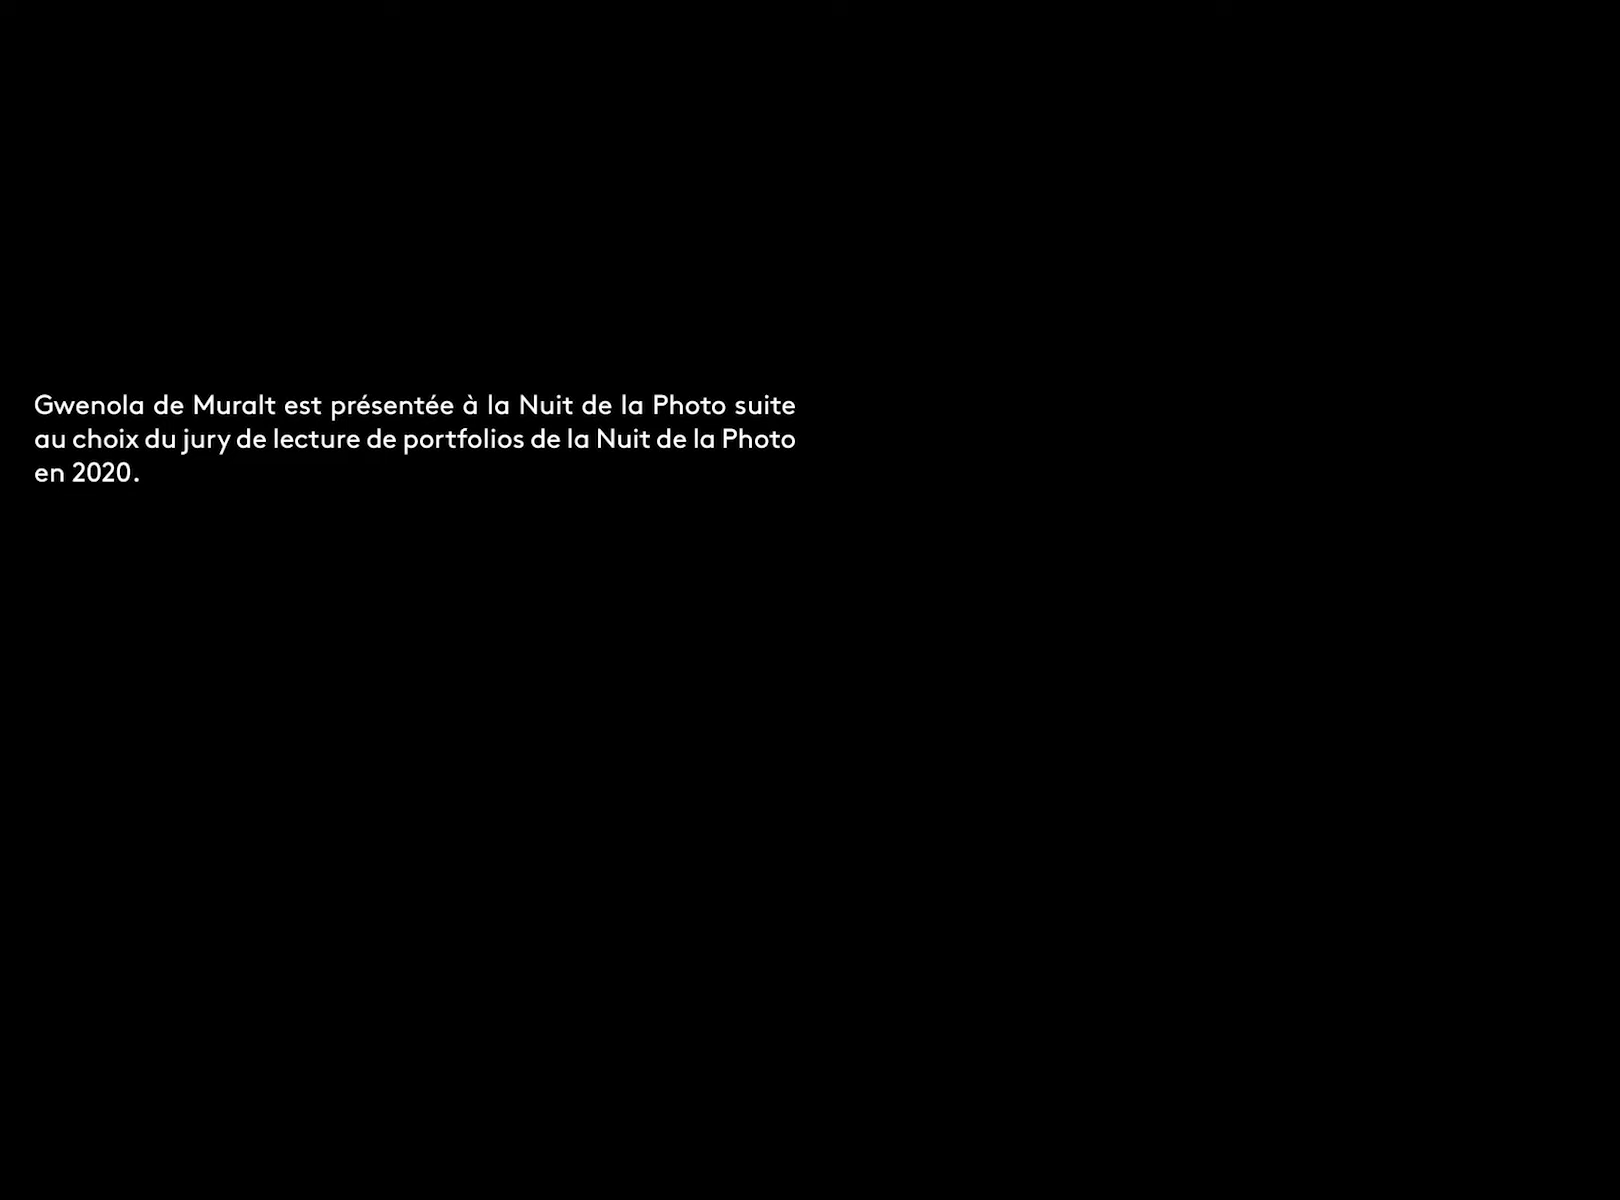 Gwenola de Muralt est présentée à la Nuit de la Photo suite
au choix du jury de lecture de portfolios de la Nuit de la Photo
en 2020.